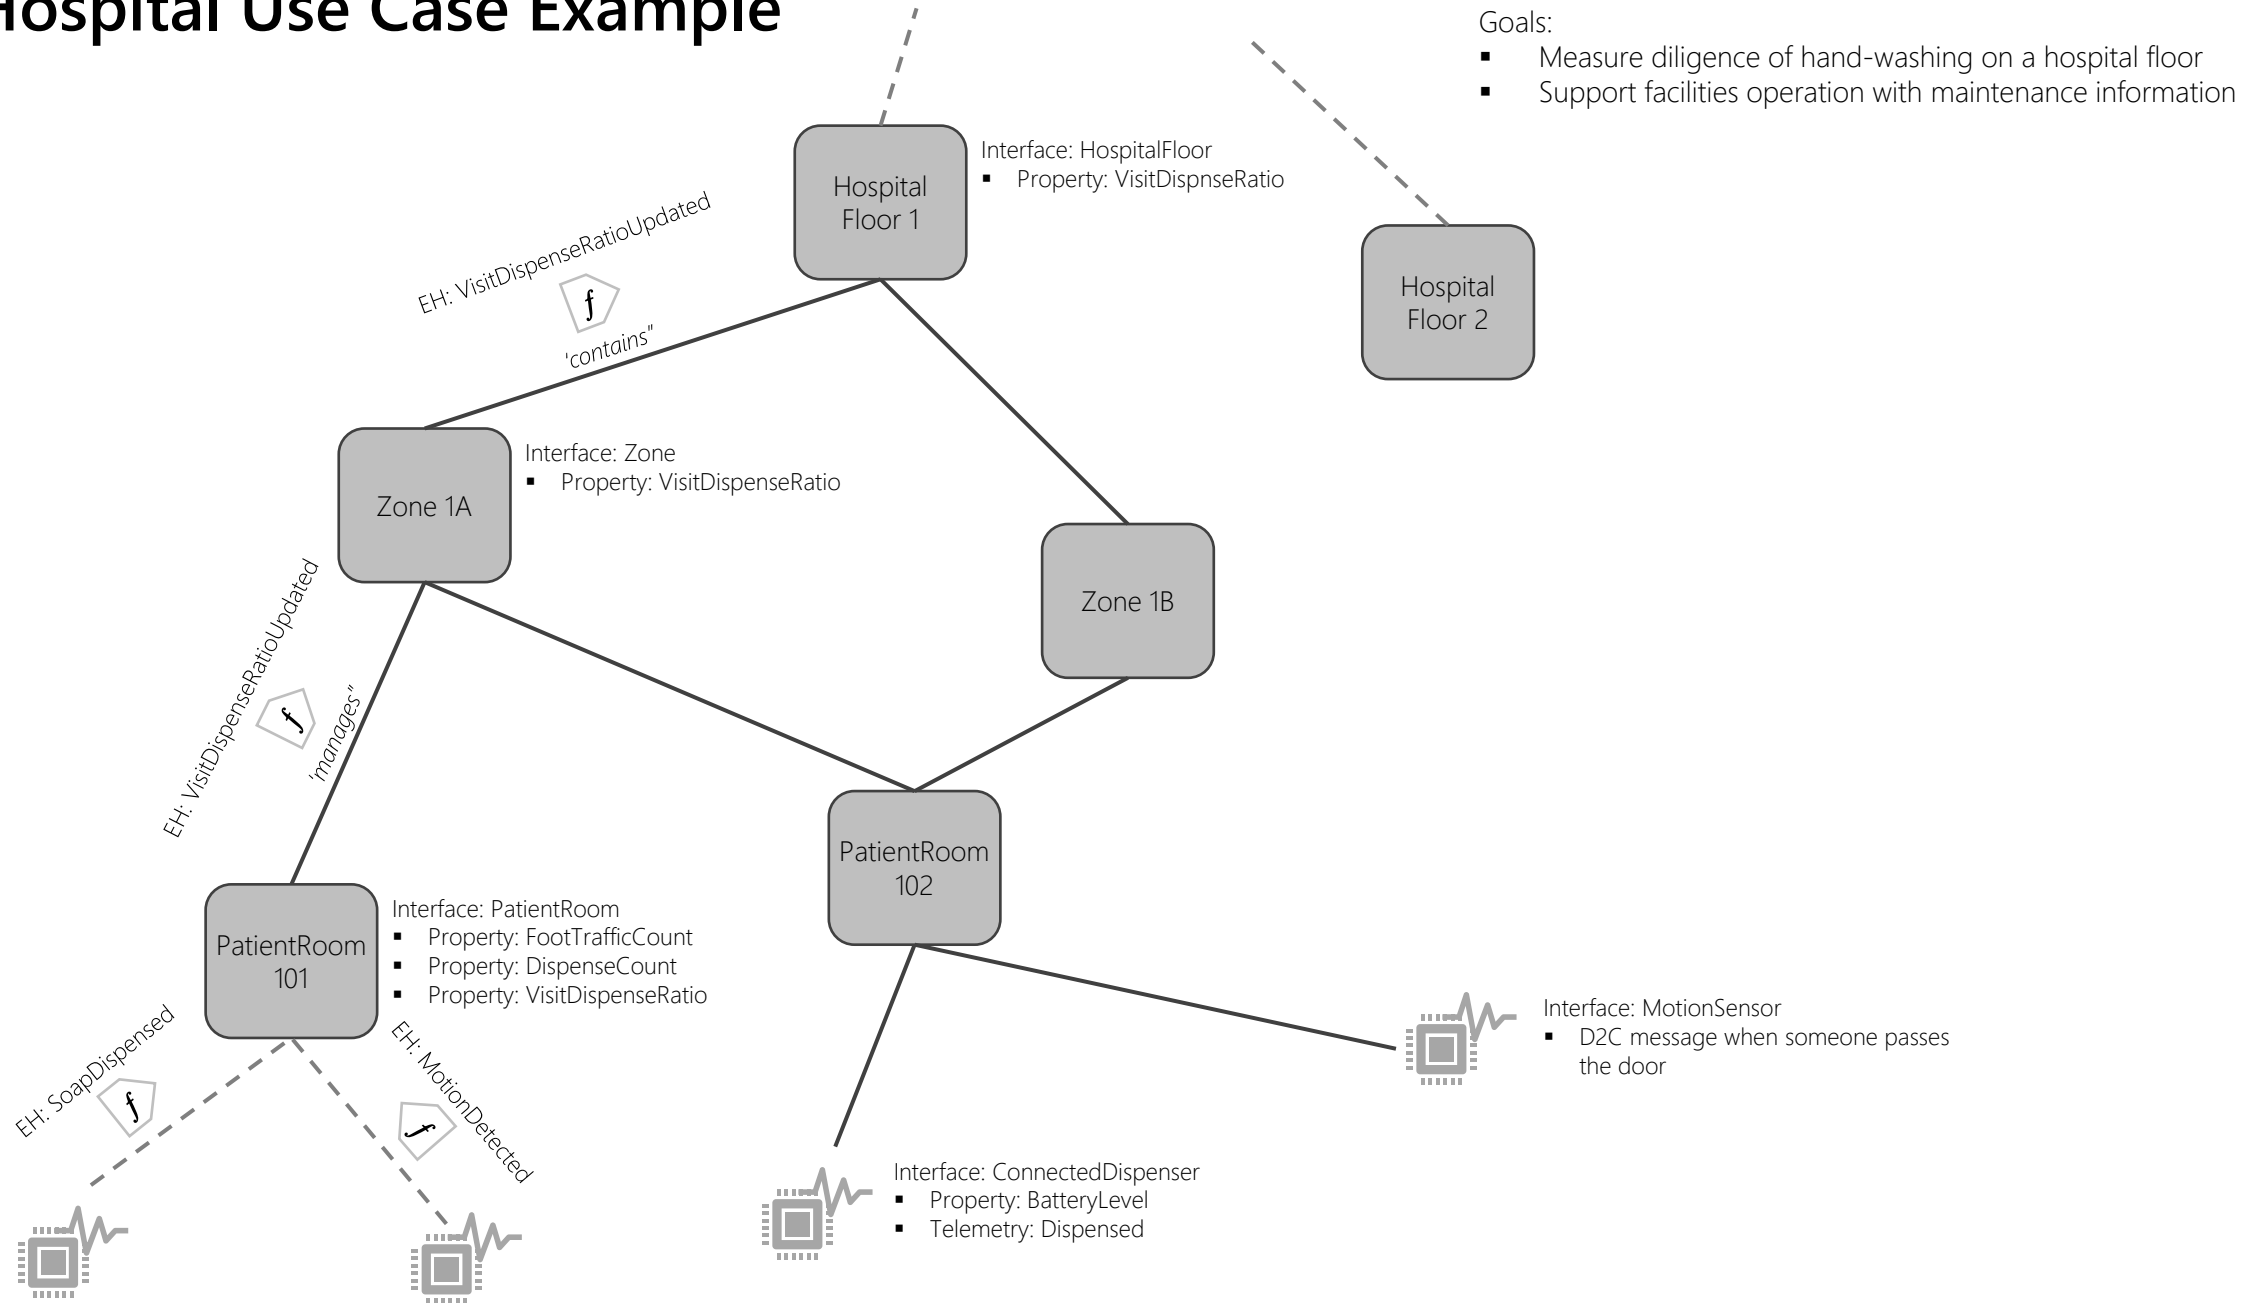 Hospital Use Case Example
Goals:
▪ Measure diligence of hand-washing on a hospital floor
▪ Support facilities operation with maintenance information
Hospital
Floor 1
Interface: HospitalFloor
▪ Property: VisitDispnseRatio
Hospital
Floor 2
EH: VisitDispenseRatioUpdated
f
'contains"
Zone 1A
Interface: Zone
▪ Property: VisitDispenseRatio
Zone 1B
EH: VisitDispenseRatioUpdated
f
'manages"
PatientRoom
102
PatientRoom
101
Interface: PatientRoom
▪ Property: FootTrafficCount
▪ Property: DispenseCount
▪ Property: VisitDispenseRatio
EH: SoapDispensed
f
EH: MotionDetected
f
Interface: MotionSensor
▪ D2C message when someone passes
the door
Interface: ConnectedDispenser
▪ Property: BatteryLevel
▪ Telemetry: Dispensed